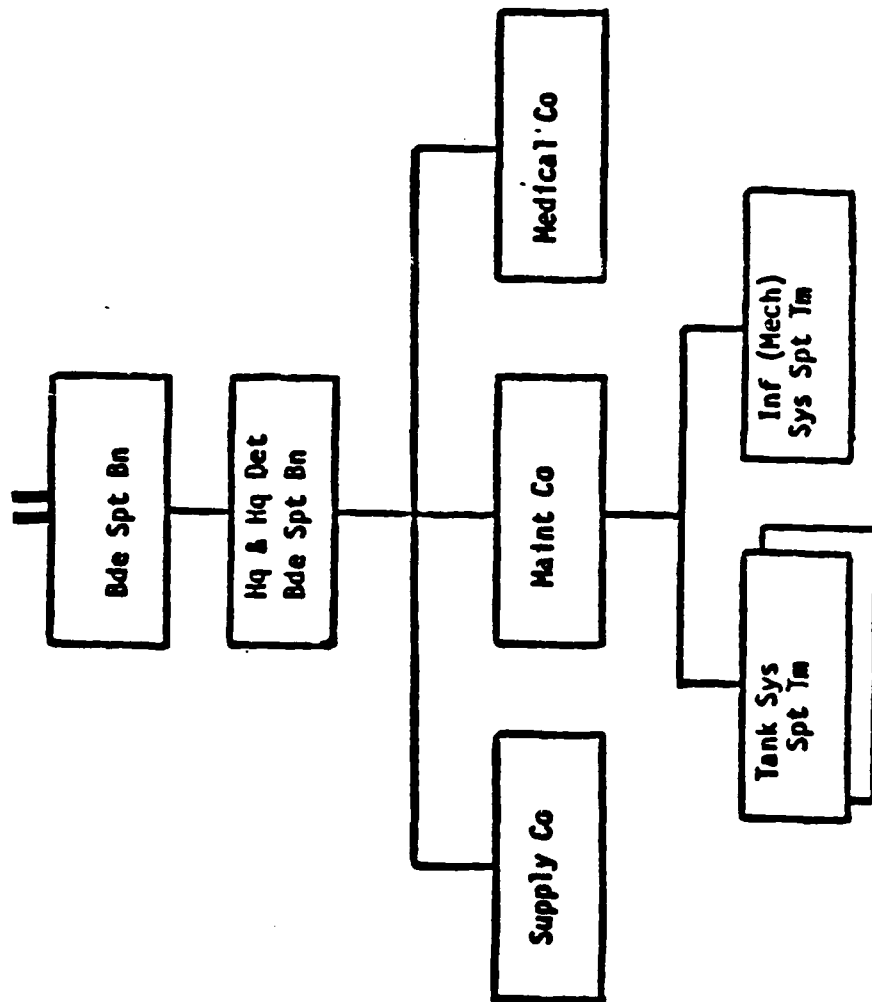 Bde Spt Bn
Hq & Hq Det
Bde Spt Bn
Supply Co
Maint Co
Medical Co
Tank Sys
Spt Tm
Inf (Mech)
Sys Spt Tm